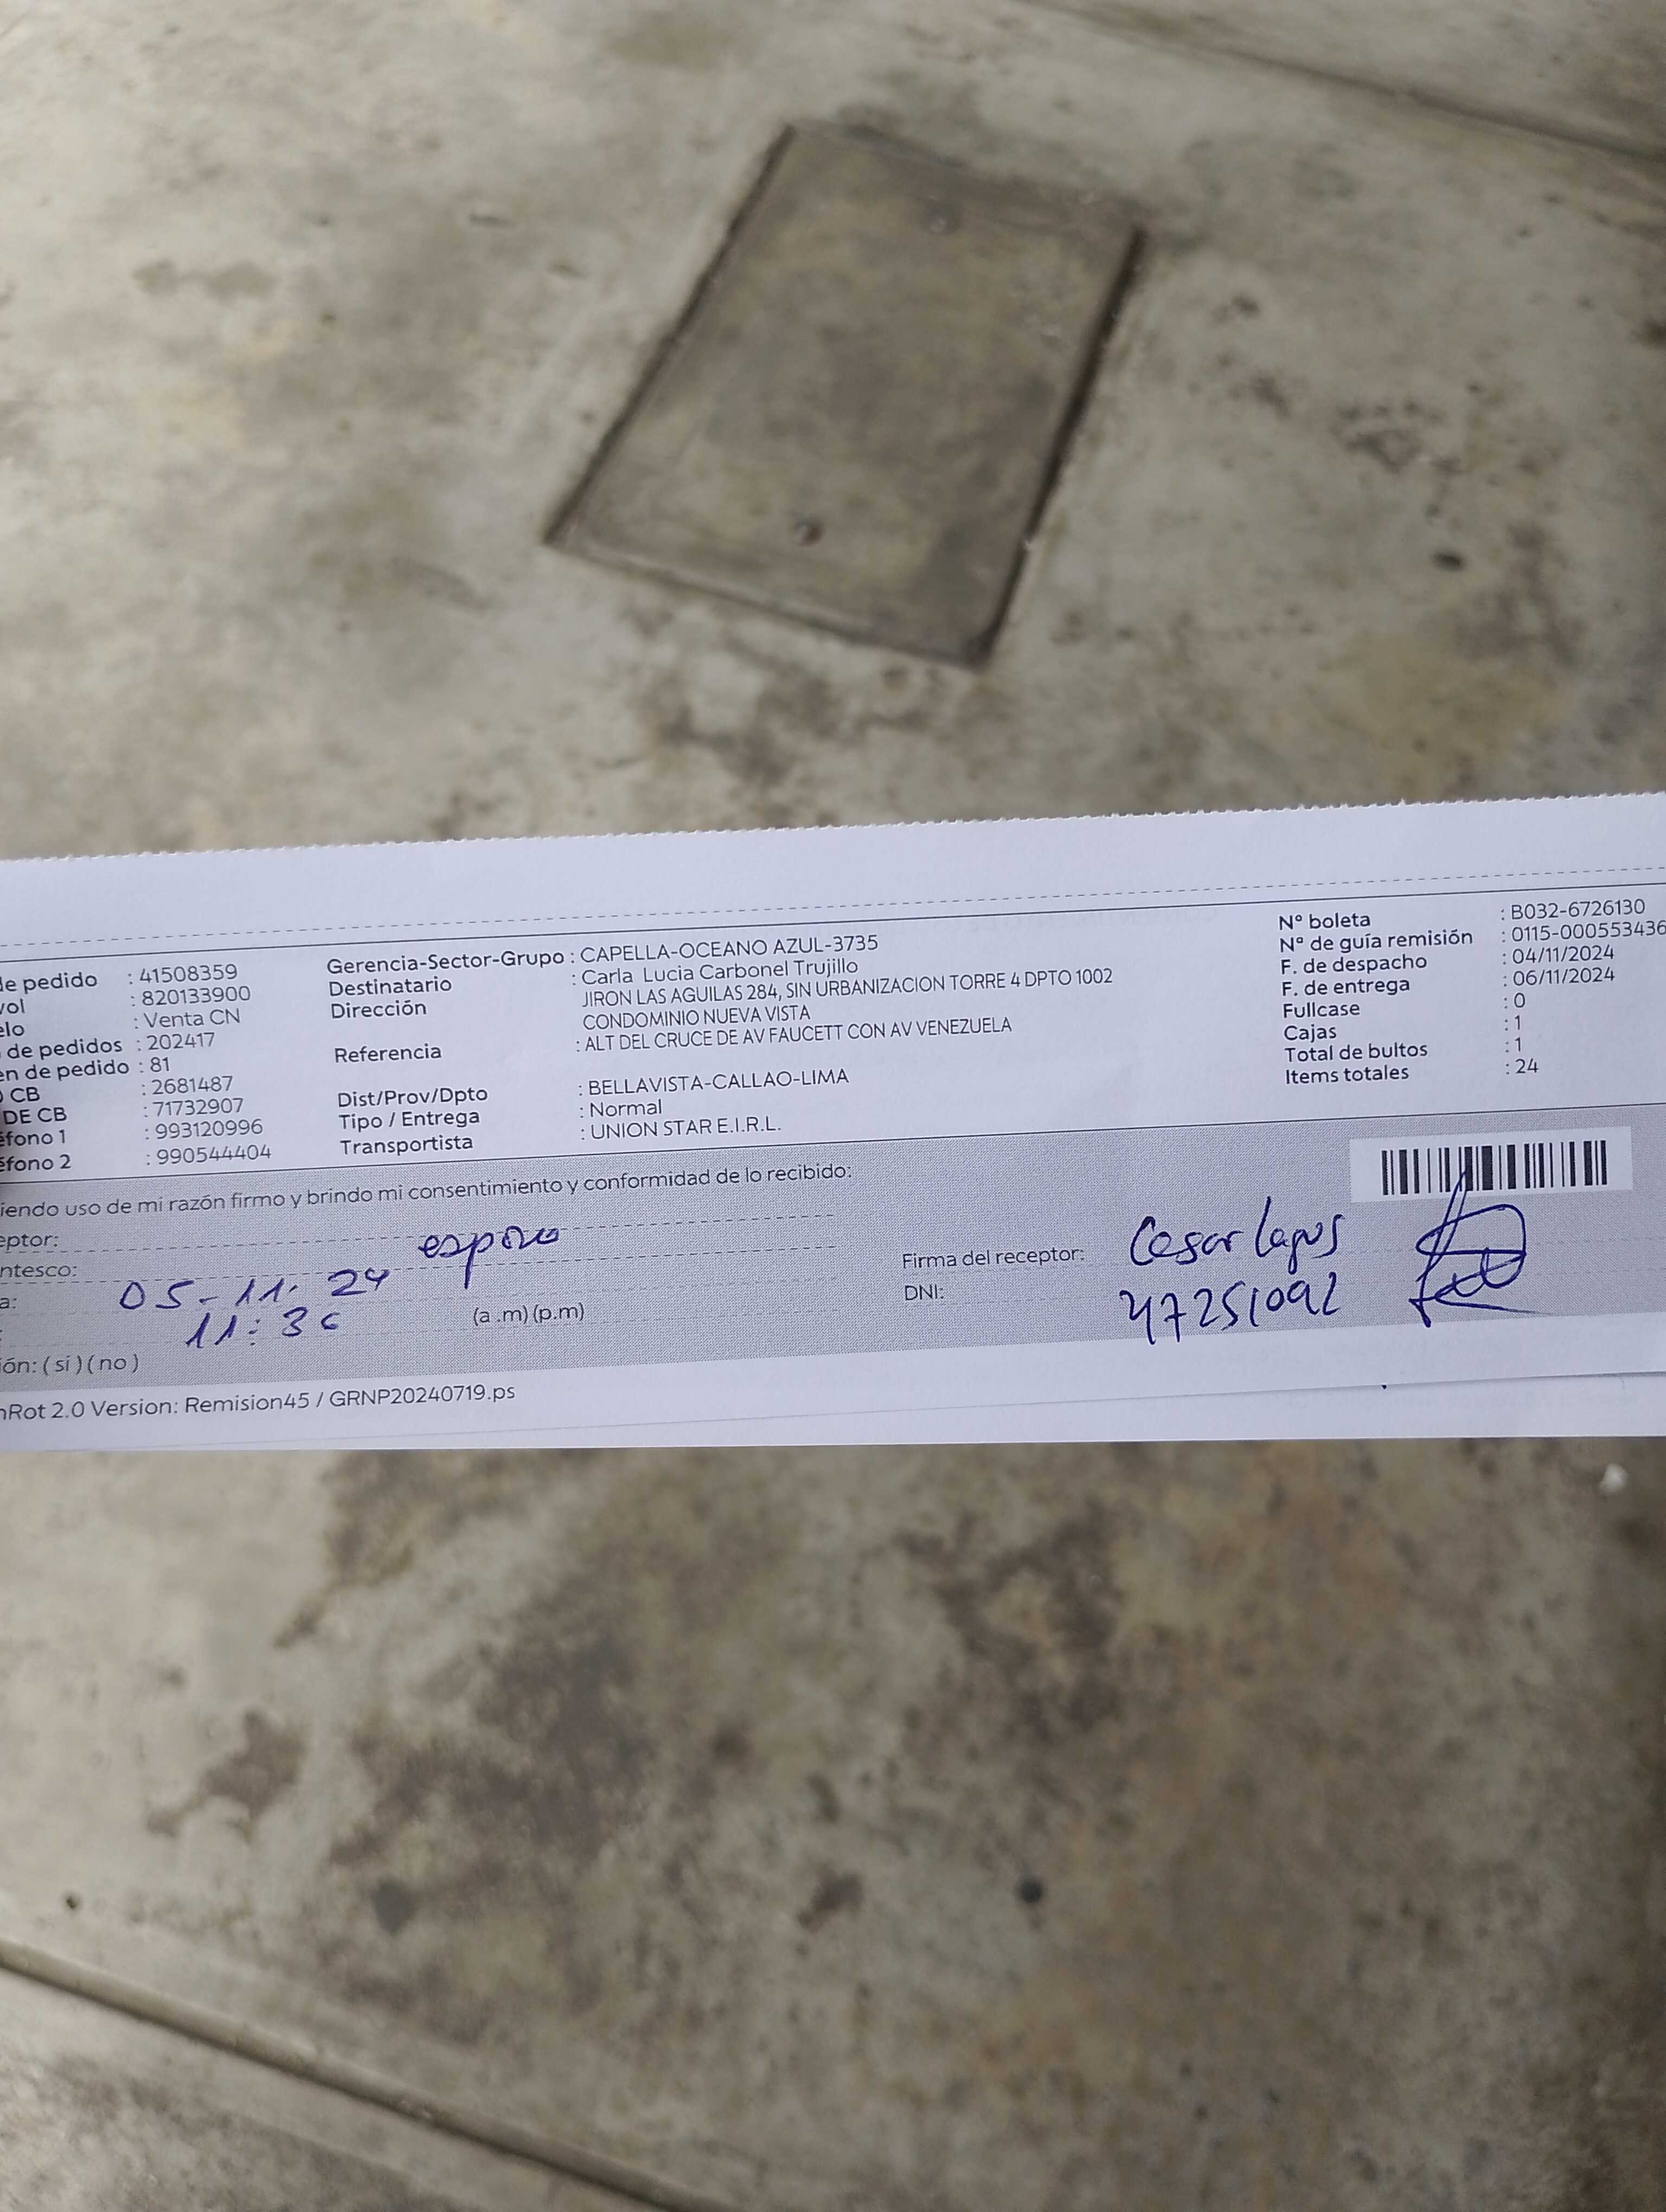 de pedido : 41508359
vol : 820133900
elo : Venta CN
de pedidos : 202417
en de pedido : 81
CB : 2681487
DE CB : 71732907
éfono 1 : 993120996
éfono 2 : 990544404
Gerencia-Sector-Grupo : CAPELLA-OCEANO AZUL-3735
Destinatario : Carla Lucia Carbonel Trujillo
Dirección JIRON LAS AGUILAS 284, SIN URBANIZACION TORRE 4 DPTO 1002
CONDOMINIO NUEVA VISTA
Referencia : ALT DEL CRUCE DE AV FAUCETT CON AV VENEZUELA
Dist/Prov/Dpto : BELLAVISTA-CALLAO-LIMA
Tipo / Entrega : Normal
Transportista : UNION STAR E.I.R.L.
N° boleta : B032-6726130
N° de guía remisión : 0115-000553436
F. de despacho : 04/11/2024
F. de entrega : 06/11/2024
Fullcase : 0
Cajas : 1
Total de bultos : 1
Items totales : 24
iendo uso de mi razón firmo y brindo mi consentimiento y conformidad de lo recibido:
eptor:
ntesco: esposo
a: 05-11-24
: 11:36 (a .m) (p.m)
ión: ( si ) ( no )
Firma del receptor: Cesar Lagos
DNI: 47251092
nRot 2.0 Version: Remision45 / GRNP20240719.ps